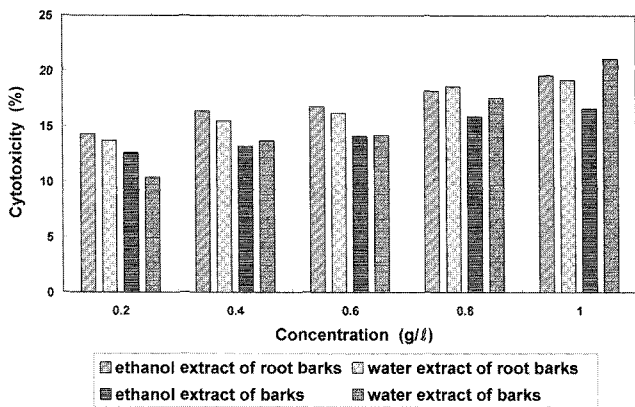 25
20
15
10
5
0
Cytotoxicity (%)
0.2
0.4
0.6
0.8
1
Concentration (g/ℓ)
ethanol extract of root barks
water extract of root barks
ethanol extract of barks
water extract of barks